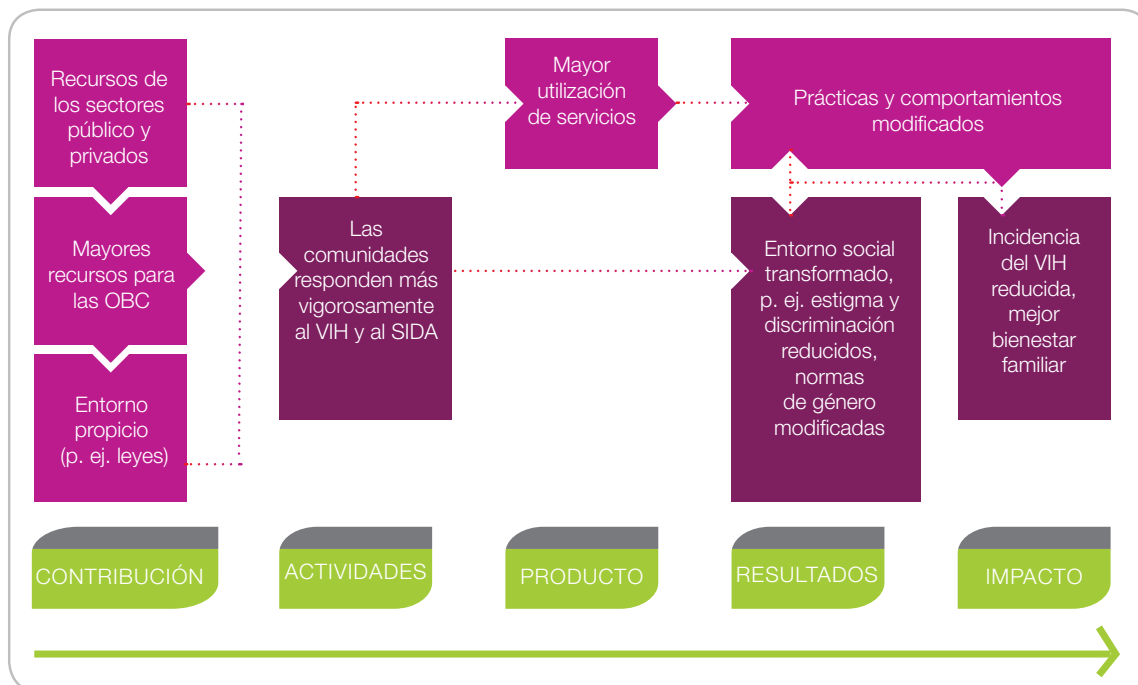 Recursos de
los sectores
público y
privados
Mayores
recursos para
las OBC
Entorno
propicio
(p. ej. leyes)
Las
comunidades
responden más
vigorosamente
al VIH y al SIDA
Mayor
utilización
de servicios
Prácticas y comportamientos
modificados
Entorno social
transformado,
p. ej. estigma y
discriminación
reducidos,
normas
de género
modificadas
Incidencia
del VIH
reducida,
mejor
bienestar
familiar
CONTRIBUCIÓN
ACTIVIDADES
PRODUCTO
RESULTADOS
IMPACTO